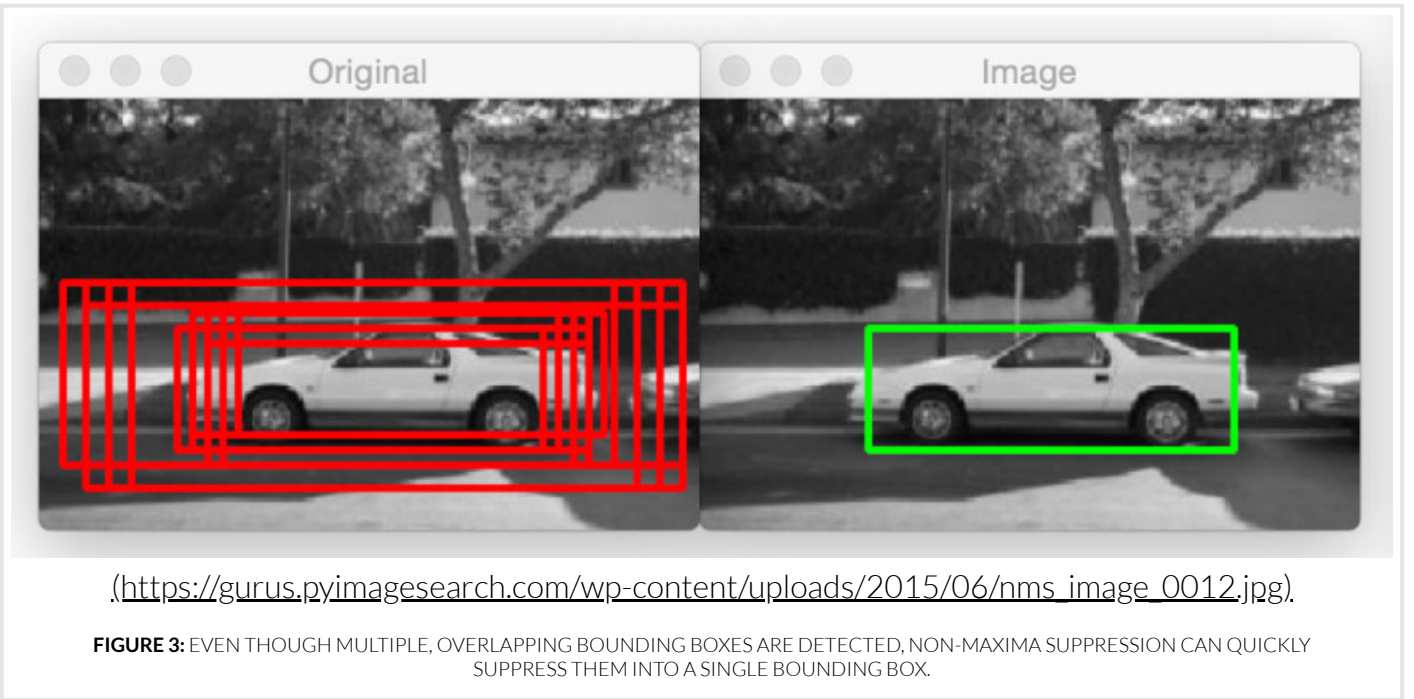 Original
Image
(https://gurus.pyimagesearch.com/wp-content/uploads/2015/06/nms_image_0012.jpg)
FIGURE 3: EVEN THOUGH MULTIPLE, OVERLAPPING BOUNDING BOXES ARE DETECTED, NON-MAXIMA SUPPRESSION CAN QUICKLY
SUPPRESS THEM INTO A SINGLE BOUNDING BOX.